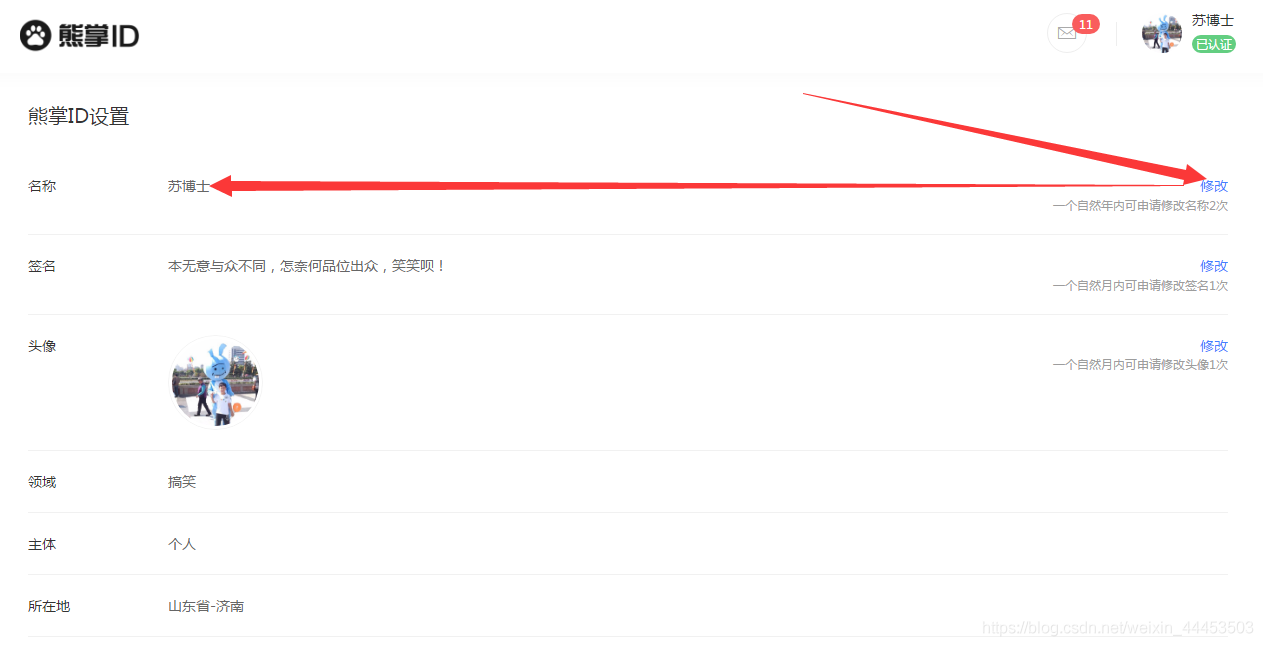 熊掌ID
11
苏博士
已认证
熊掌ID设置
名称
苏博士
修改
一个自然年内可申请修改名称2次
签名
本无意与众不同，怎奈何品位出众，笑笑呗！
修改
一个自然月内可申请修改签名1次
头像
修改
一个自然月内可申请修改头像1次
领域
搞笑
主体
个人
所在地
山东省-济南
https://blog.csdn.net/weixin_44453503